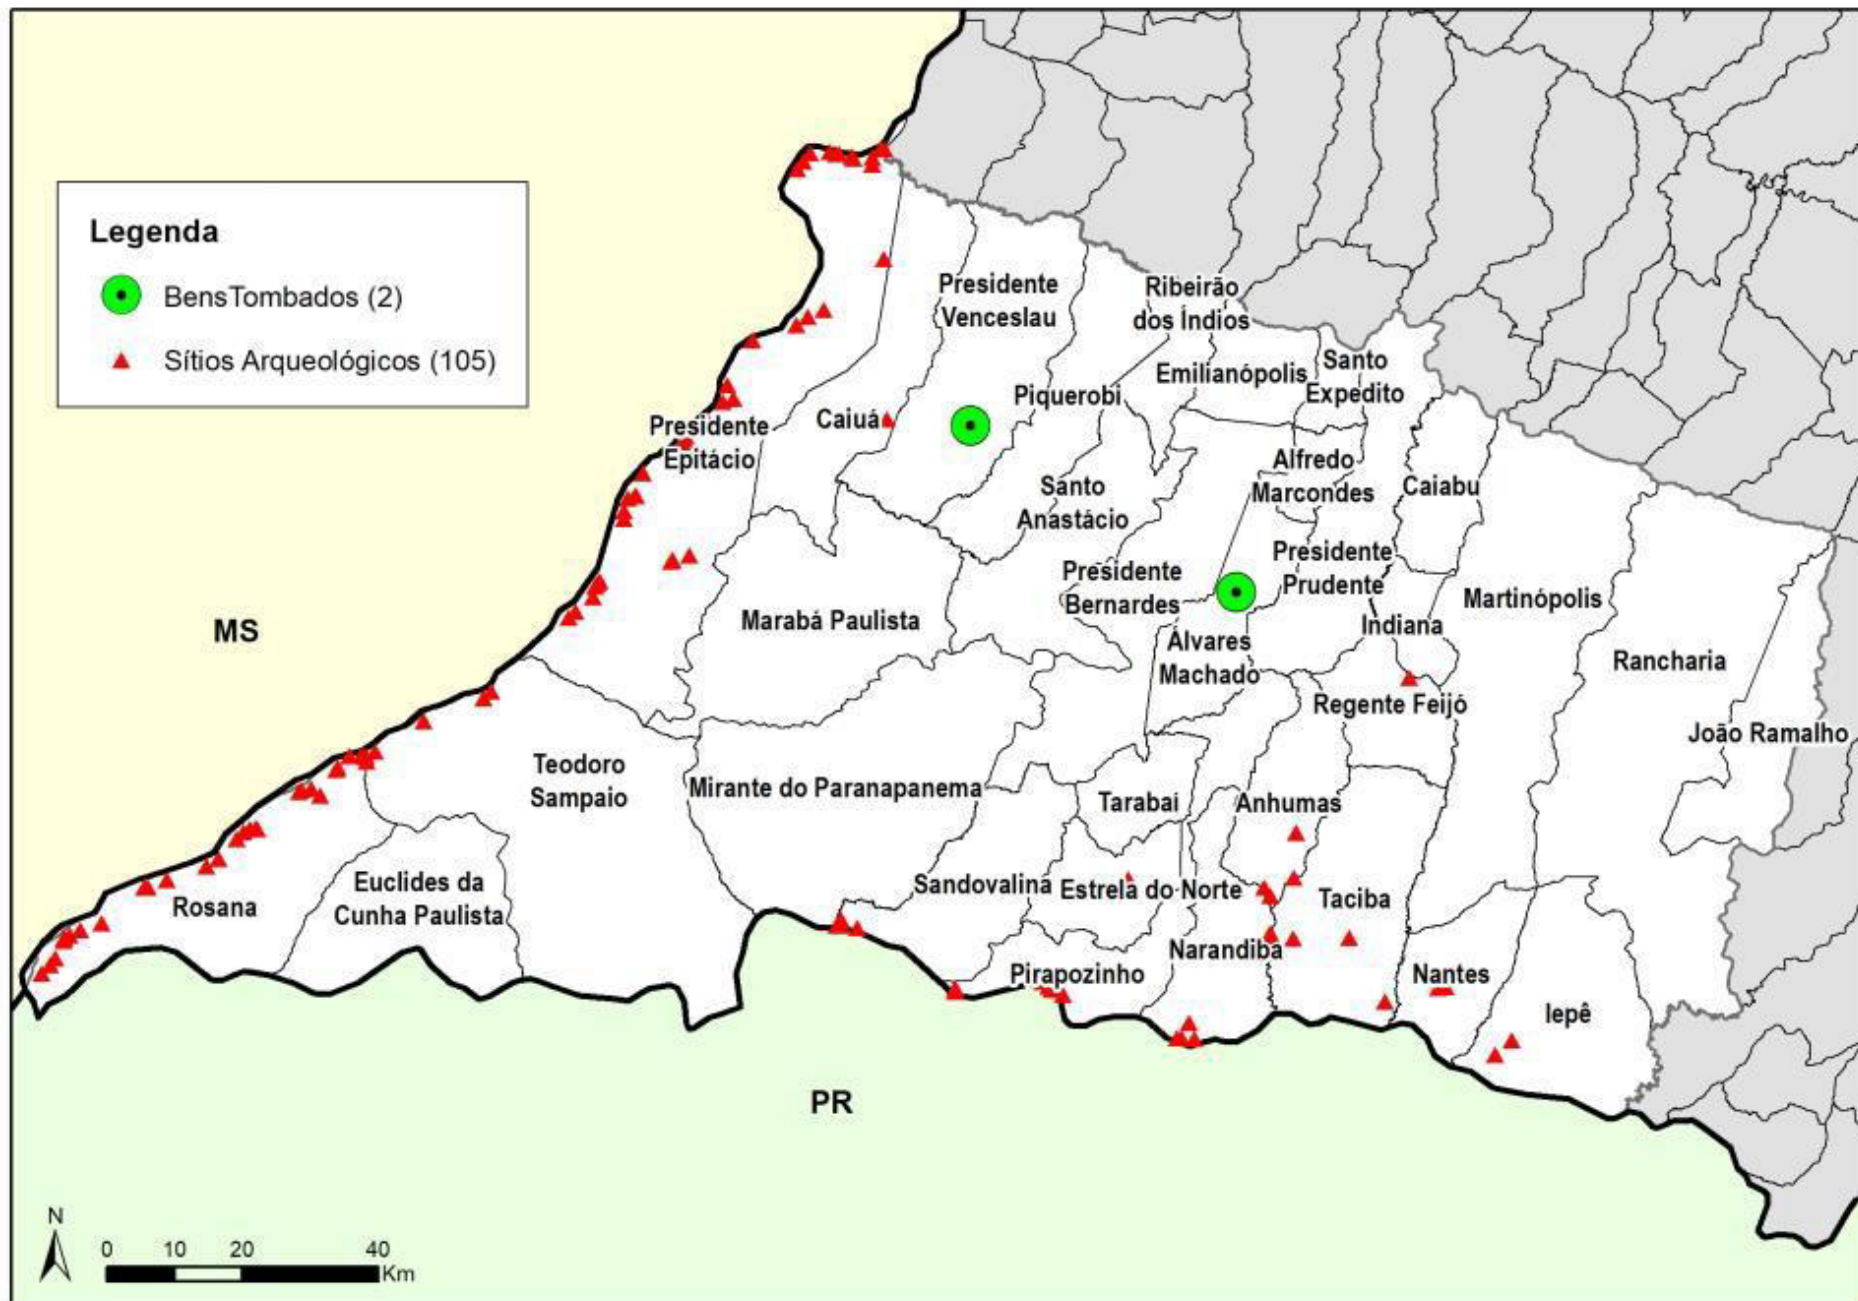 Legenda
BensTombados (2)
Sítios Arqueológicos (105)
Presidente
Venceslau
Ribeirão
dos Índios
Emilianópolis
Santo
Expedito
Piquerobi
Caiuá
Presidente
Epitácio
Santo
Anastácio
Alfredo
Marcondes
Caiabu
Presidente
Bernardes
Presidente
Prudente
Martinópolis
Marabá Paulista
MS
Indiana
Álvares
Machado
Rancharia
Regente Feijó
João Ramalho
Teodoro
Sampaio
Mirante do Paranapanema
Tarabai
Anhumas
Euclides da
Cunha Paulista
Sandovalina
Estrela do Norte
Taciba
Rosana
Narandiba
Pirapozinho
Nantes
Iepê
PR
N
0 10 20 40
Km